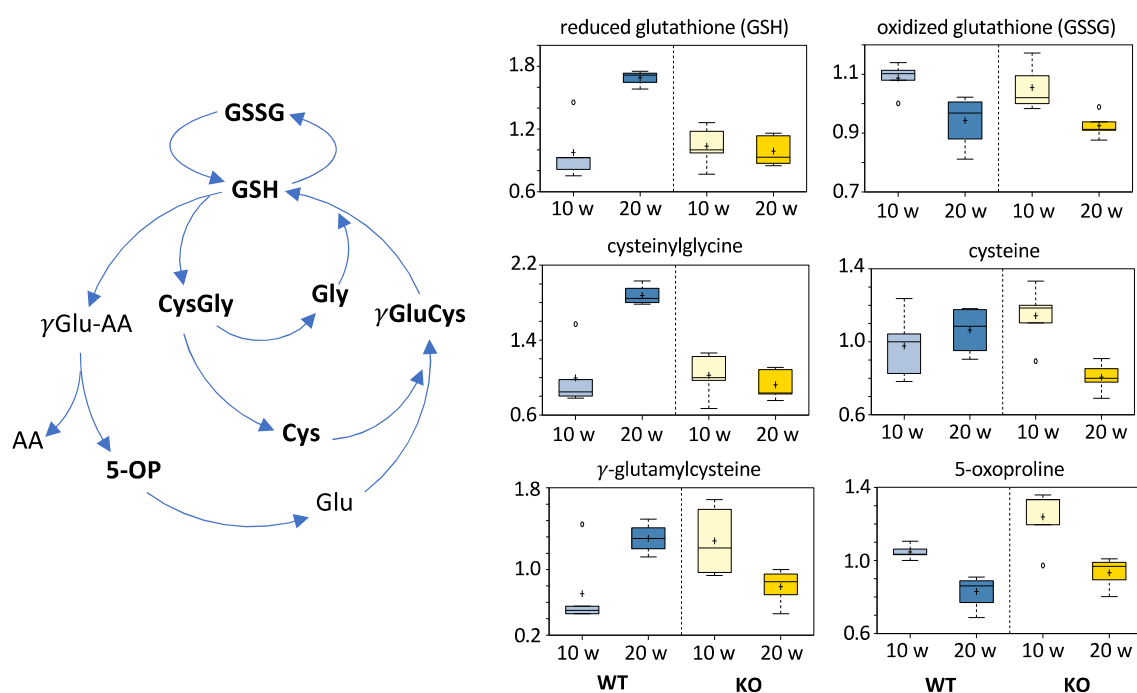 reduced glutathione (GSH)
oxidized glutathione (GSSG)
1.8
1.2
0.6
10 w 20 w 10 w 20 w
1.1
0.9
0.7
10 w 20 w 10 w 20 w
GSSG
GSH
CysGly
Gly
γGluCys
γGlu-AA
Cys
AA
5-OP
Glu
cysteinylglycine
cysteine
2.2
1.4
0.6
10 w 20 w 10 w 20 w
1.4
1.0
0.6
10 w 20 w 10 w 20 w
γ-glutamylcysteine
5-oxoproline
1.8
1.0
0.2
10 w 20 w 10 w 20 w
1.4
1.0
0.6
10 w 20 w 10 w 20 w
WT KO WT KO